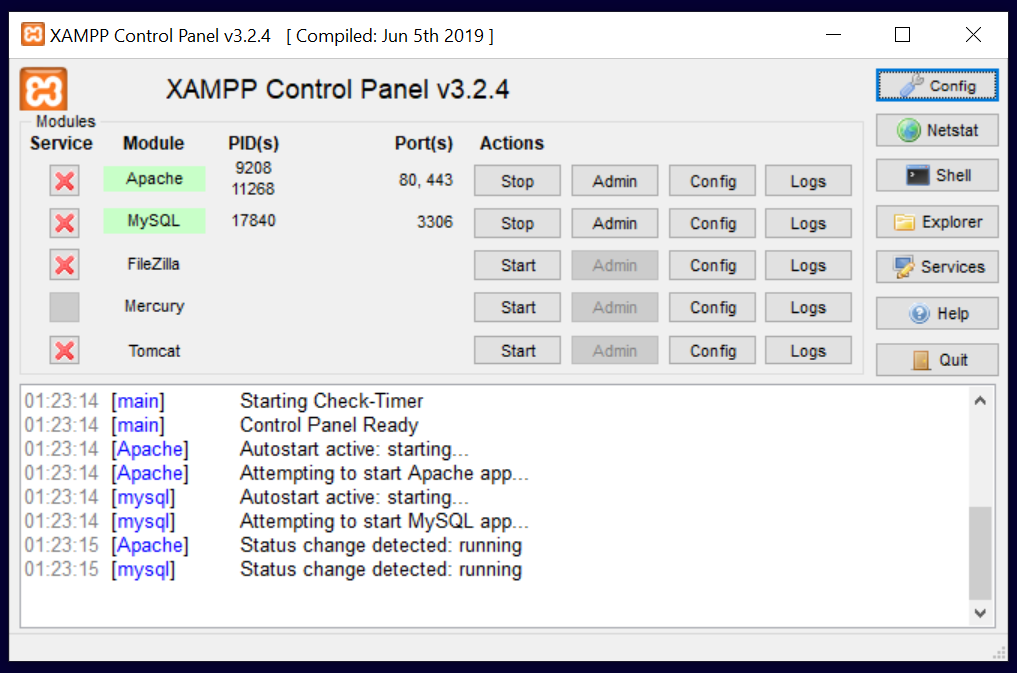 XAMPP Control Panel v3.2.4 [ Compiled: Jun 5th 2019 ]
XAMPP Control Panel v3.2.4
Config
Netstat
Shell
Explorer
Services
Help
Quit
Modules
Service Module PID(s) Port(s) Actions
Apache 9208 11268 80, 443 Stop Admin Config Logs
MySQL 17840 3306 Stop Admin Config Logs
FileZilla Start Admin Config Logs
Mercury Start Admin Config Logs
Tomcat Start Admin Config Logs
01:23:14 [main] Starting Check-Timer
01:23:14 [main] Control Panel Ready
01:23:14 [Apache] Autostart active: starting...
01:23:14 [Apache] Attempting to start Apache app...
01:23:14 [mysql] Autostart active: starting...
01:23:14 [mysql] Attempting to start MySQL app...
01:23:15 [Apache] Status change detected: running
01:23:15 [mysql] Status change detected: running